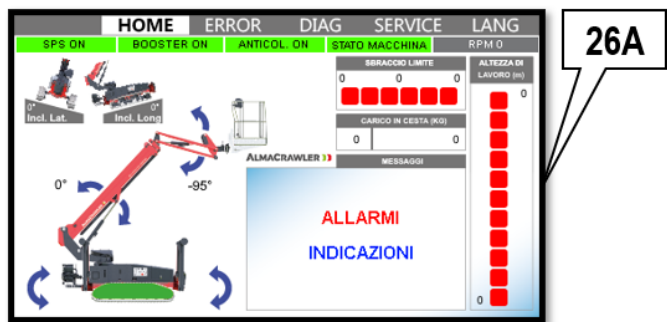 HOME ERROR DIAG SERVICE LANG
SPS ON BOOSTER ON ANTICOL. ON STATO MACCHINA RPM 0
26A
SBRACCIO LIMITE
0 0 0
ALTEZZA DI
LAVORO (m)
0
0
0° Incl. Lat.
0° Incl. Long
CARICO IN CESTA (KG)
0 0
ALMACRAWLER
MESSAGGI
0°
-95°
ALLARMI
INDICAZIONI